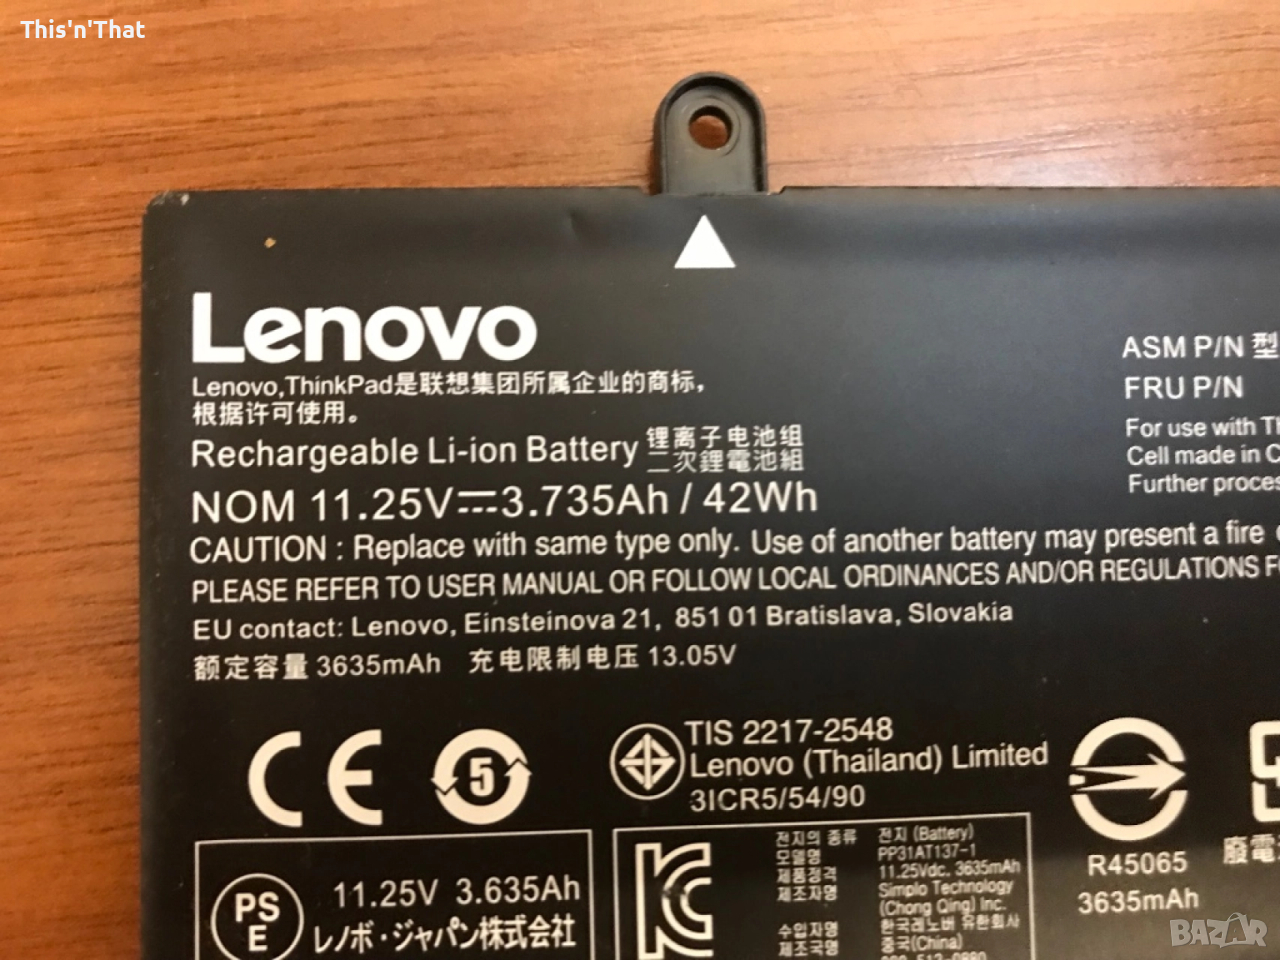 This'n'That
Lenovo
Lenovo,ThinkPad是联想集团所属企业的商标，
根据许可使用。
Rechargeable Li-ion Battery 锂离子电池组
二次鋰電池組
NOM 11.25V⎓3.735Ah / 42Wh
CAUTION : Replace with same type only. Use of another battery may present a fire
PLEASE REFER TO USER MANUAL OR FOLLOW LOCAL ORDINANCES AND/OR REGULATIONS
EU contact: Lenovo, Einsteinova 21, 851 01 Bratislava, Slovakia
额定容量 3635mAh 充电限制电压 13.05V
ASM P/N 型
FRU P/N
For use with
Cell made in
Further
CE
5
TIS 2217-2548
Lenovo (Thailand) Limited
3ICR5/54/90
R45065
3635mAh
廢電
PS
E
11.25V 3.635Ah
レノボ・ジャパン株式会社
전지의 종류 전지 (Battery)
모델명 PP31AT137-1
제품정격 11.25Vdc, 3635mAh
제조자명 Simplo Technology
(Chong Qing) Inc.
수입자명 한국레노버 유한회사
제조국명 중국(China)
BAZAR